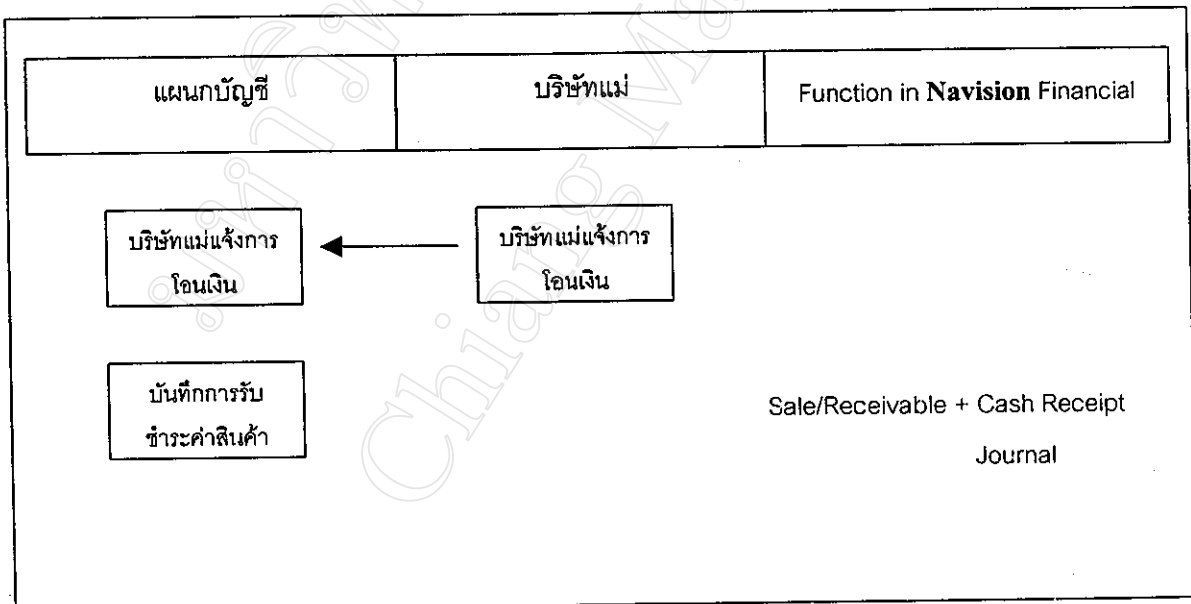 แผนกบัญชี
บริษัทแม่
Function in Navision Financial
บริษัทแม่แจ้งการ
โอนเงิน
บริษัทแม่แจ้งการ
โอนเงิน
บันทึกการรับ
ชำระค่าสินค้า
Sale/Receivable + Cash Receipt
Journal
Chiang Ma